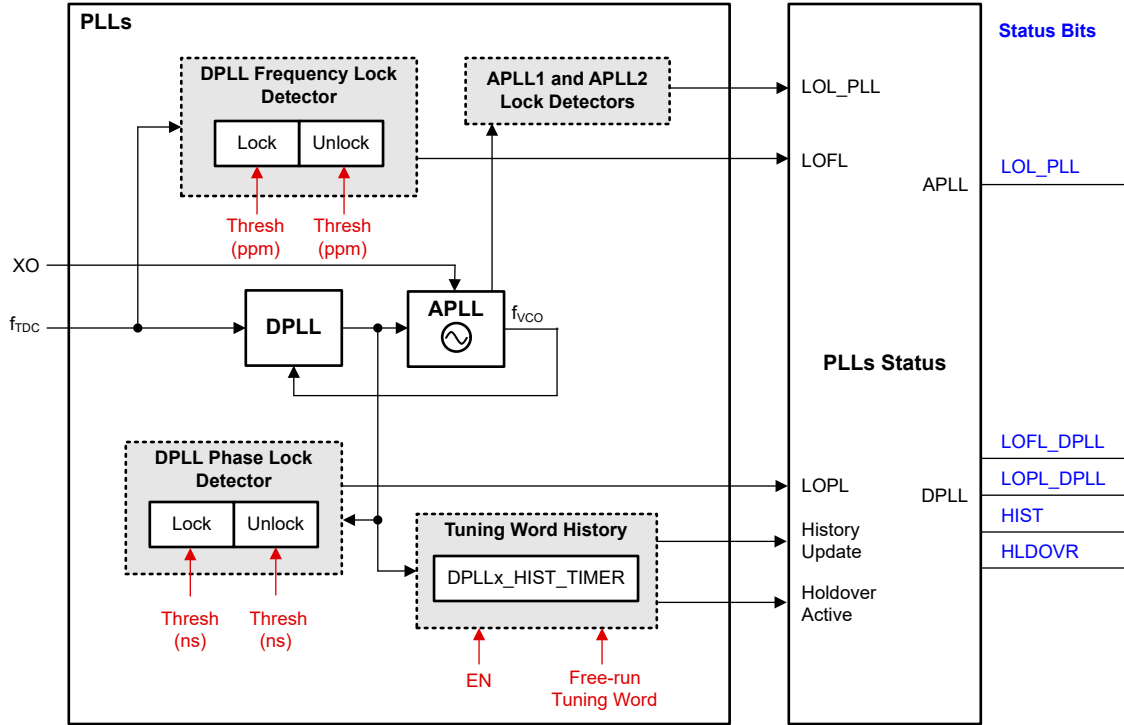 PLLs
DPLL Frequency Lock
Detector
Lock
Unlock
Thresh
(ppm)
Thresh
(ppm)
APLL1 and APLL2
Lock Detectors
XO
fTDC
DPLL
APLL
fVCO
DPLL Phase Lock
Detector
Lock
Unlock
Thresh
(ns)
Thresh
(ns)
Tuning Word History
DPLLx_HIST_TIMER
EN
Free-run
Tuning Word
LOL_PLL
LOFL
APLL
PLLs Status
LOPL
DPLL
History
Update
Holdover
Active
Status Bits
LOL_PLL
LOFL_DPLL
LOPL_DPLL
HIST
HLDOVR